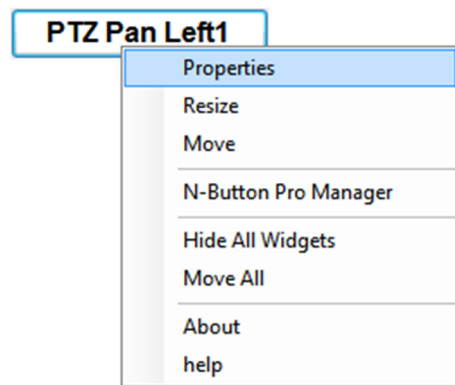 PTZ Pan Left1
Properties
Resize
Move
N-Button Pro Manager
Hide All Widgets
Move All
About
help